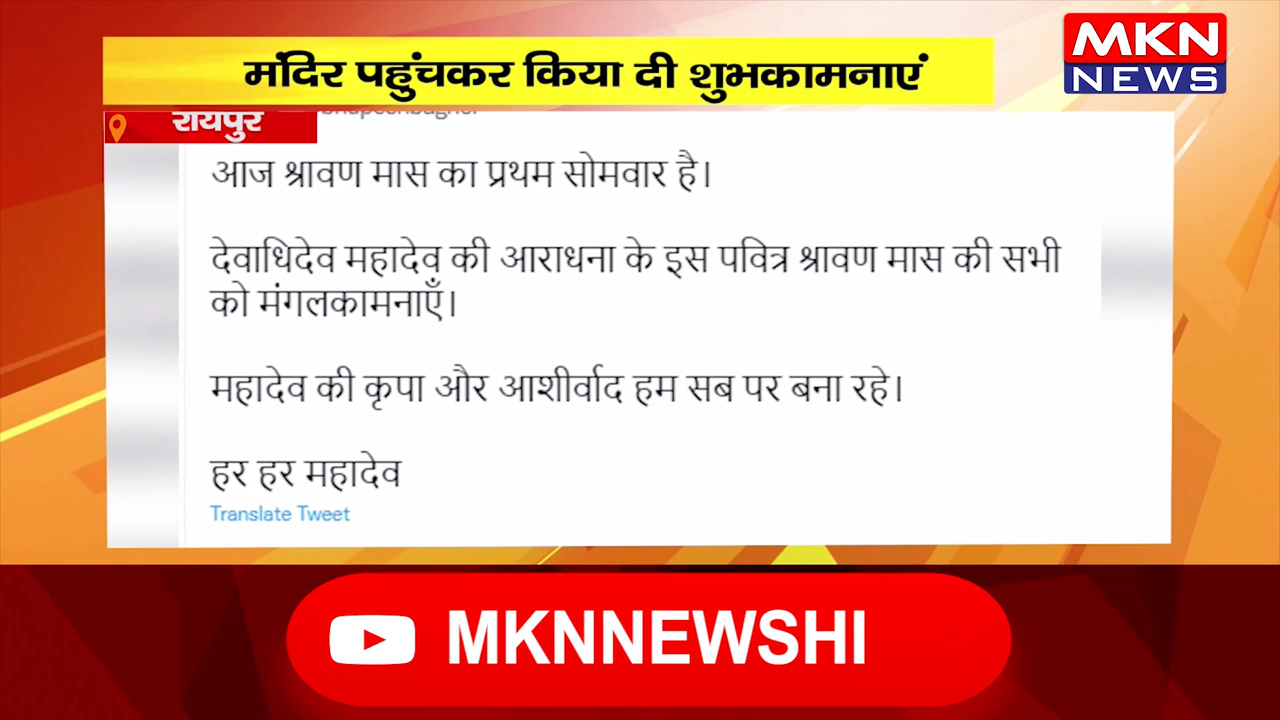 मंदिर पहुंचकर किया दी शुभकामनाएं
MKN
NEWS
रायपुर
आज श्रावण मास का प्रथम सोमवार है।
देवाधिदेव महादेव की आराधना के इस पवित्र श्रावण मास की सभी
को मंगलकामनाएँ।
महादेव की कृपा और आशीर्वाद हम सब पर बना रहे।
हर हर महादेव
Translate Tweet
MKNNEWSHI